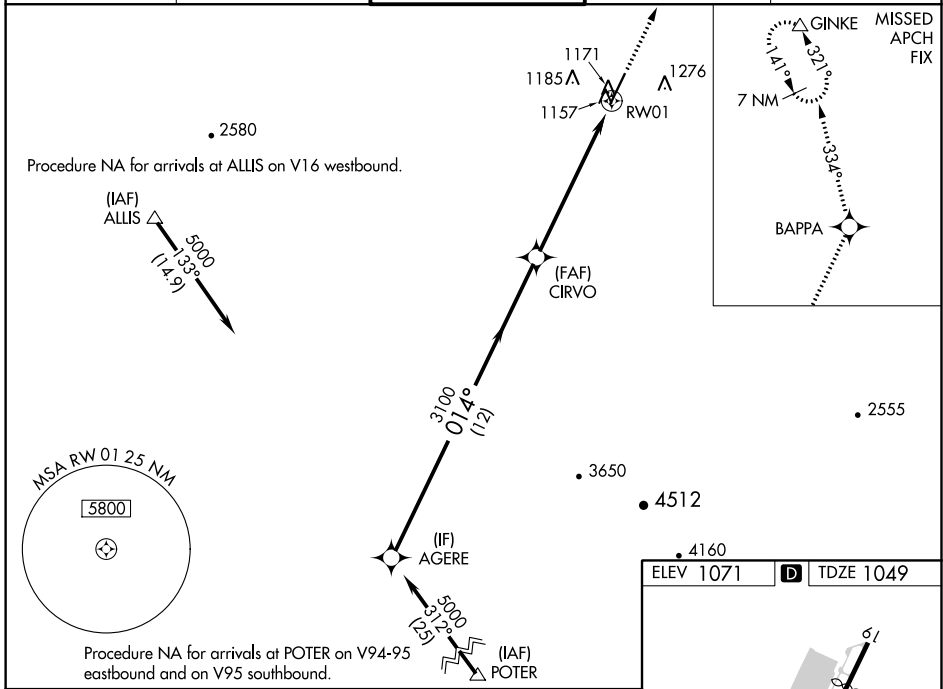 GINKE
MISSED
APCH
FIX
321°
141°
7 NM
334°
BAPPA
1171
1185
1276
1157
RW01
2580
Procedure NA for arrivals at ALLIS on V16 westbound.
(IAF)
ALLIS
5000
133°
(14.9)
(FAF)
CIRVO
3100
014°
(12)
2555
3650
4512
4160
MSA RW 01 25 NM
5800
(IF)
AGERE
5000
312°
(25)
(IAF)
POTER
Procedure NA for arrivals at POTER on V94-95
eastbound and on V95 southbound.
ELEV 1071 D TDZE 1049
19